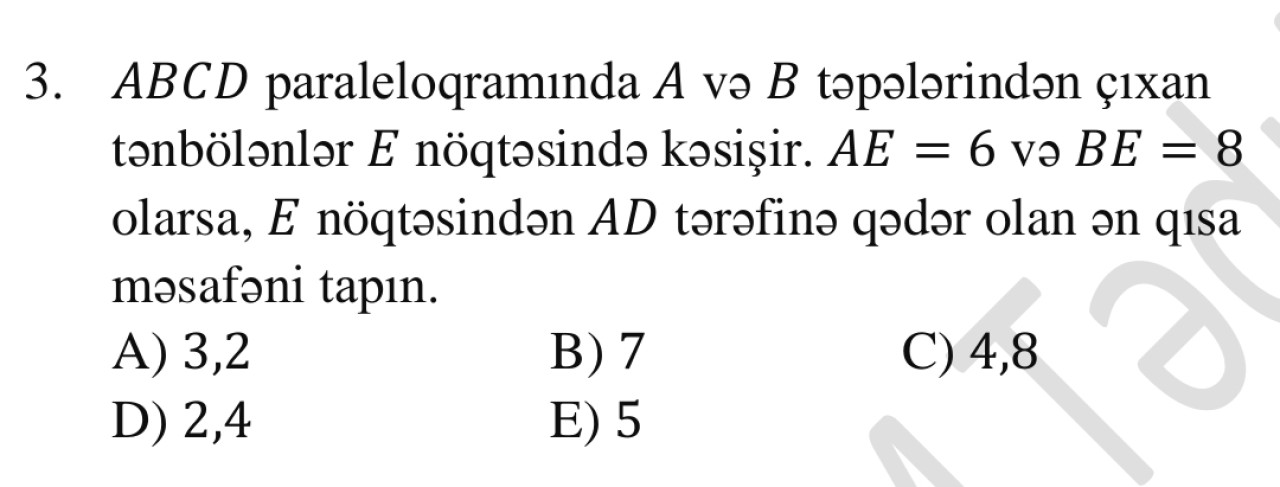 3. ABCD paraleloqramında A və B təpələrindən çıxan
tənbölənlər E nöqtəsində kəsişir. AE = 6 və BE = 8
olarsa, E nöqtəsindən AD tərəfinə qədər olan ən qısa
məsafəni tapın.
A) 3,2 B) 7 C) 4,8
D) 2,4 E) 5